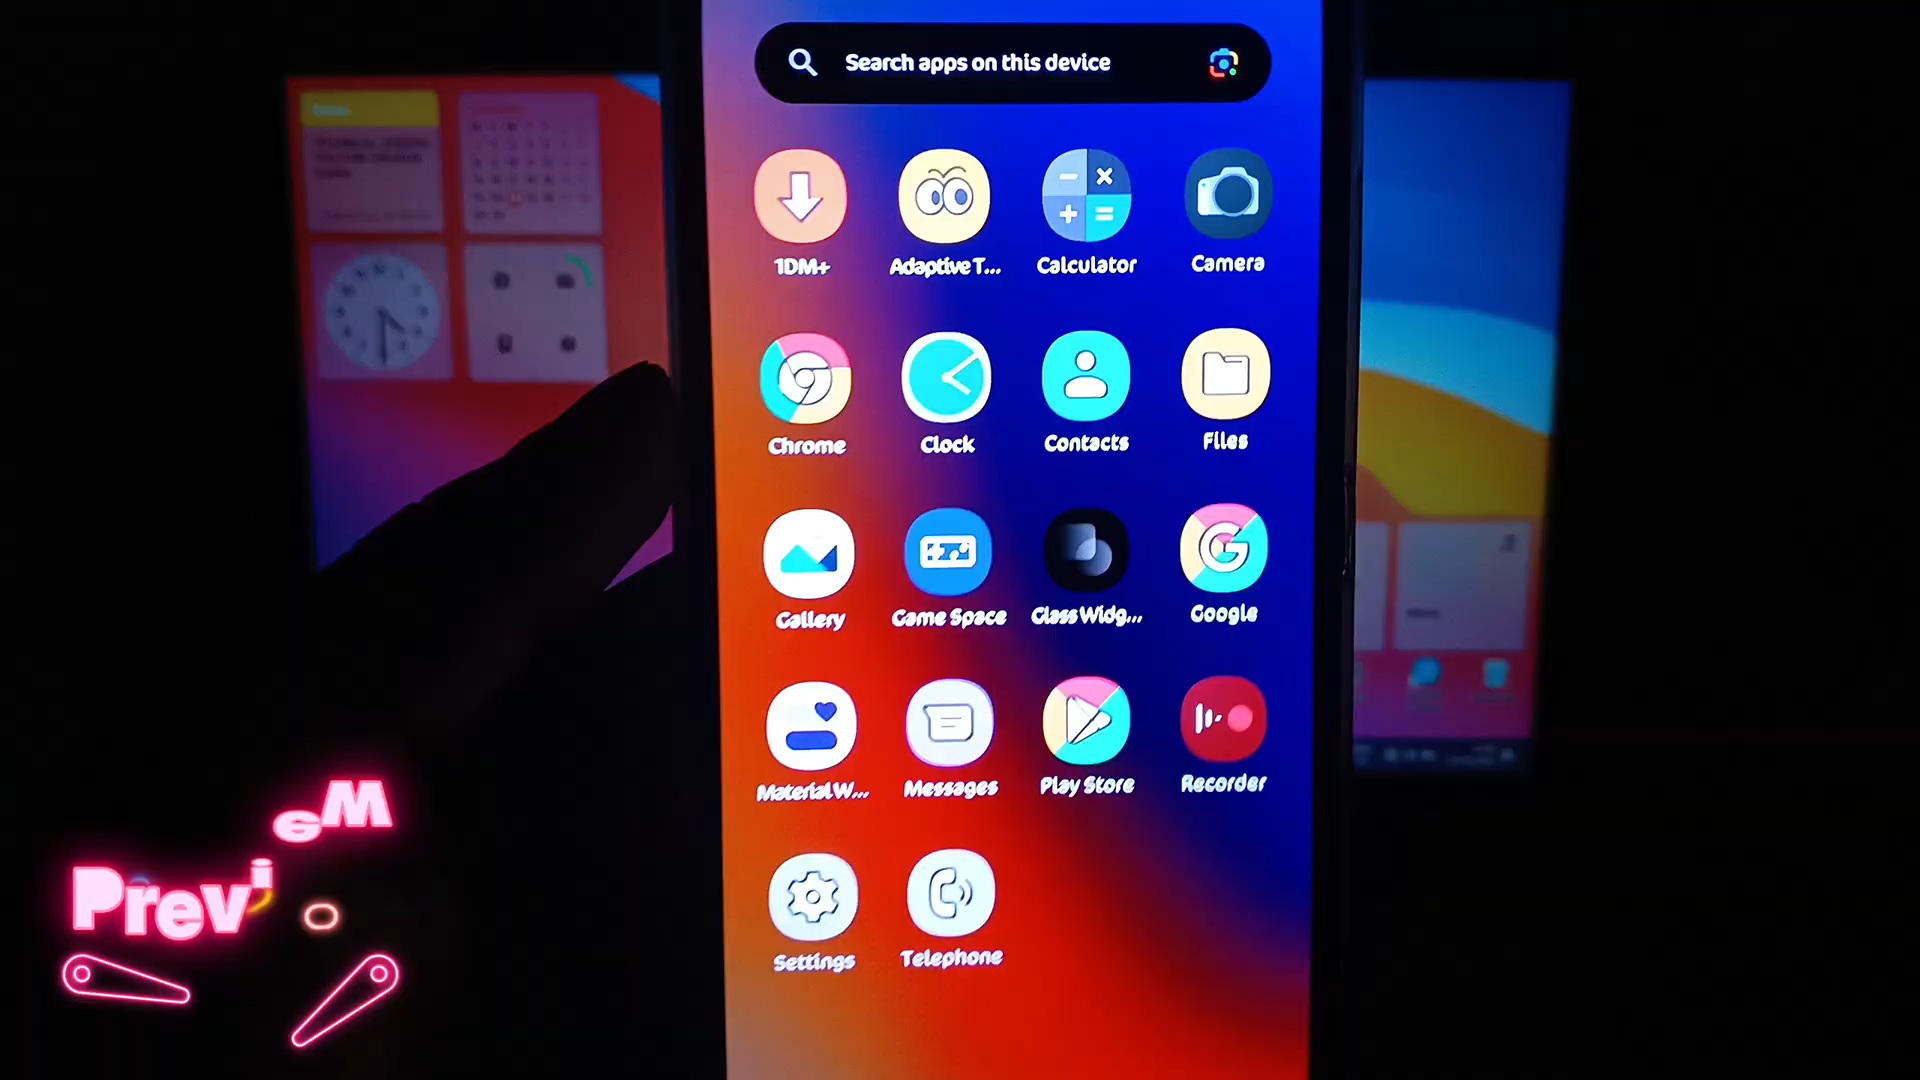 Search apps on this device
1DM+
Adaptive T...
Calculator
Camera
Chrome
Clock
Contacts
Files
Gallery
Game Space
Glass Widg...
Google
Material W...
Messages
Play Store
Recorder
Settings
Telephone
Previ